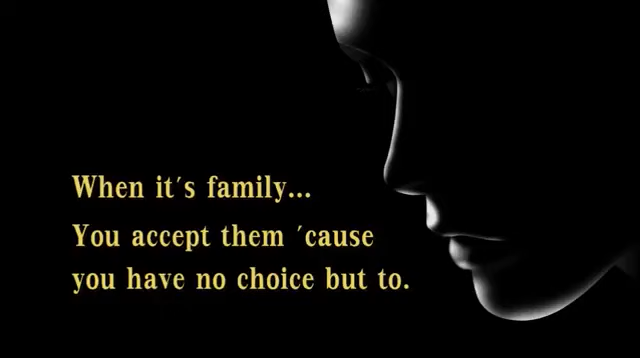 When it's family...
You accept them 'cause
you have no choice but to.